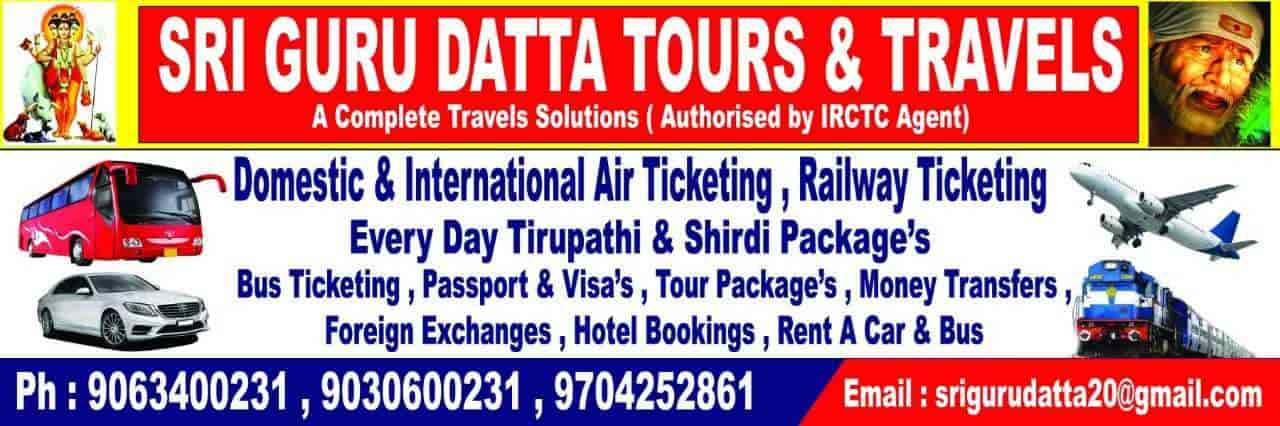 SRI GURU DATTA TOURS & TRAVELS
A Complete Travels Solutions ( Authorised by IRCTC Agent)
Domestic & International Air Ticketing , Railway Ticketing
Every Day Tirupathi & Shirdi Package's
Bus Ticketing , Passport & Visa's , Tour Package's , Money Transfers ,
Foreign Exchanges , Hotel Bookings , Rent A Car & Bus
Ph : 9063400231 , 9030600231 , 9704252861
Email : srigurudatta20@gmail.com